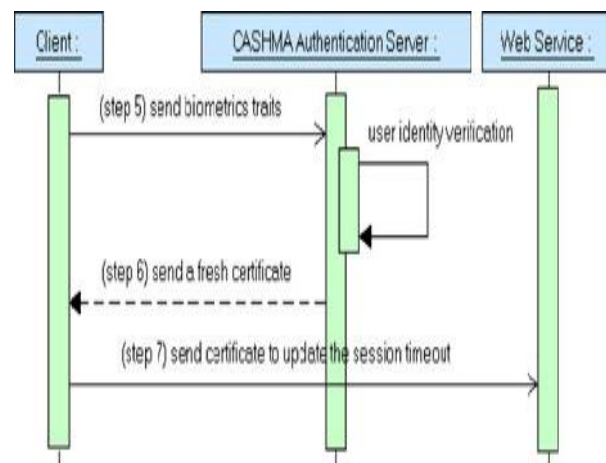 Client :
CASHMA Authentication Server :
Web Service :
(step 5) send biometrics traits
user identity verification
(step 6) send a fresh certificate
(step 7) send certificate to update the session timeout